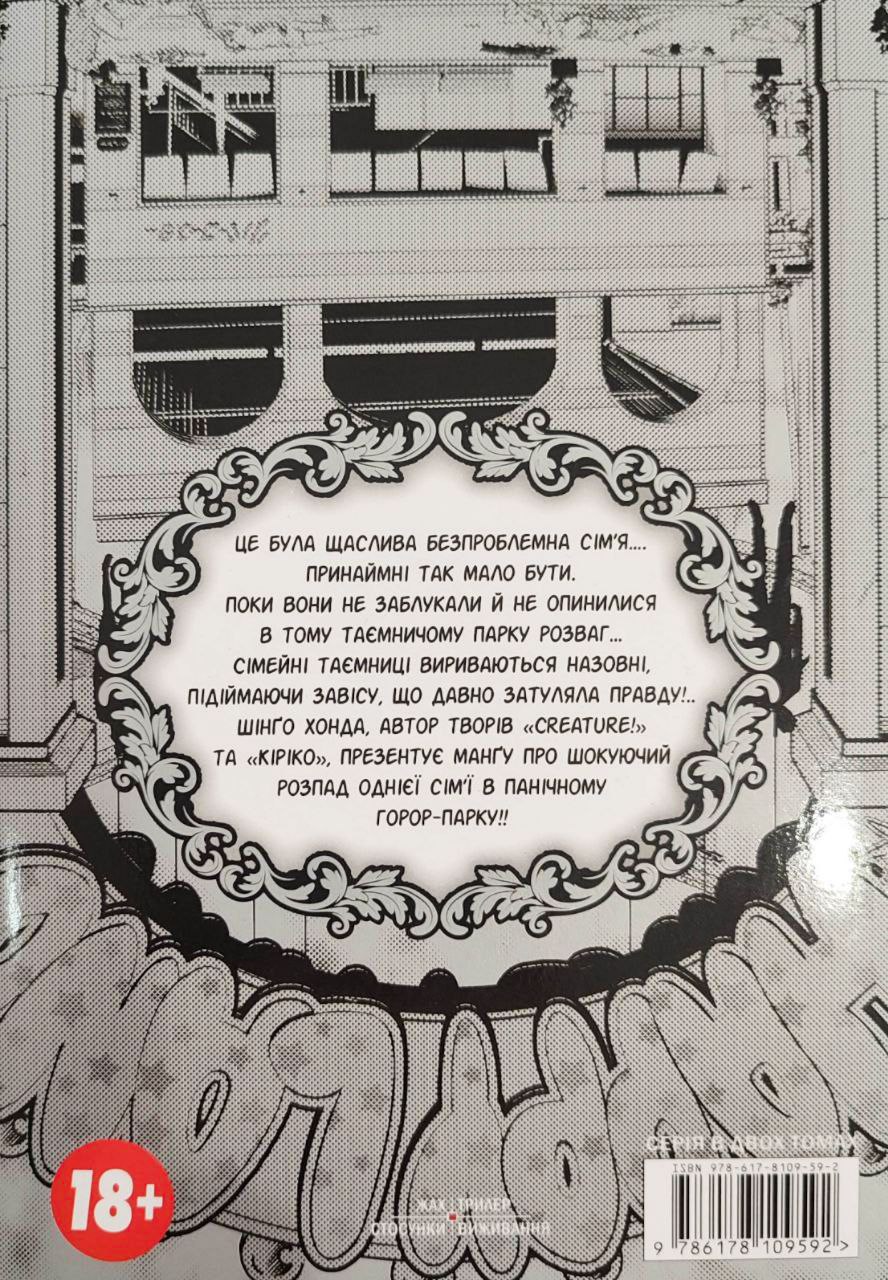 ЦЕ БУЛА ЩАСЛИВА БЕЗПРОБЛЕМНА СІМ'Я....
ПРИНАЙМНІ ТАК МАЛО БУТИ.
ПОКИ ВОНИ НЕ ЗАБЛУКАЛИ Й НЕ ОПИНИЛИСЯ
В ТОМУ ТАЄМНИЧОМУ ПАРКУ РОЗВАГ...
СІМЕЙНІ ТАЄМНИЦІ ВИРИВАЮТЬСЯ НАЗОВНІ,
ПІДІЙМАЮЧИ ЗАВІСУ, ЩО ДАВНО ЗАТУЛЯЛА ПРАВДУ!..
ШІНҐО ХОНДА, АВТОР ТВОРІВ «CREATURE!»
ТА «КІРІКО», ПРЕЗЕНТУЄ МАНҐУ ПРО ШОКУЮЧИЙ
РОЗПАД ОДНІЄЇ СІМ'Ї В ПАНІЧНОМУ
ГОРОР-ПАРКУ!!
СЕРІЯ В ДВОХ ТОМАХ
ISBN 978-617-8109-59-2
9 786178 109592>
18+
ЖАХ ТРИЛЕР
СТОСУНКИ ВИЖИВАННЯ